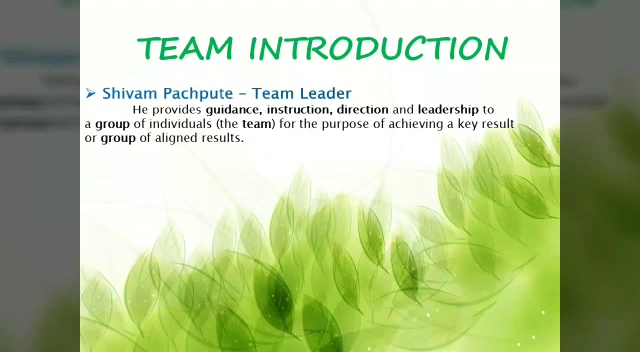 TEAM INTRODUCTION
➢ Shivam Pachpute – Team Leader
He provides guidance, instruction, direction and leadership to
a group of individuals (the team) for the purpose of achieving a key result
or group of aligned results.